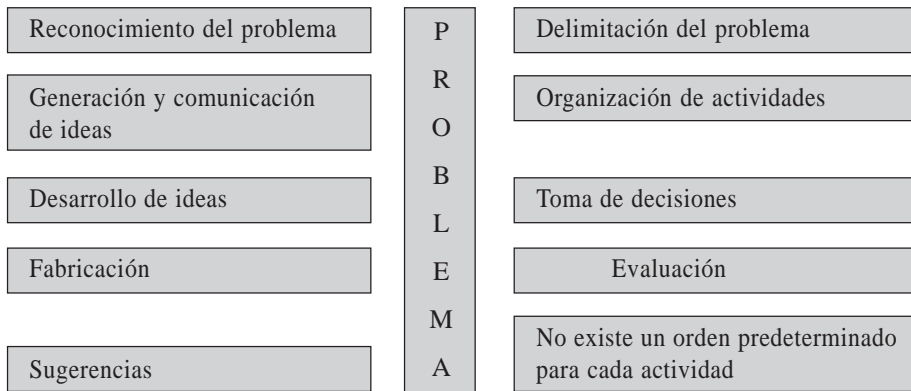 Reconocimiento del problema
Generación y comunicación
de ideas
Desarrollo de ideas
Fabricación
Sugerencias
P
R
O
B
L
E
M
A
Delimitación del problema
Organización de actividades
Toma de decisiones
Evaluación
No existe un orden predeterminado
para cada actividad